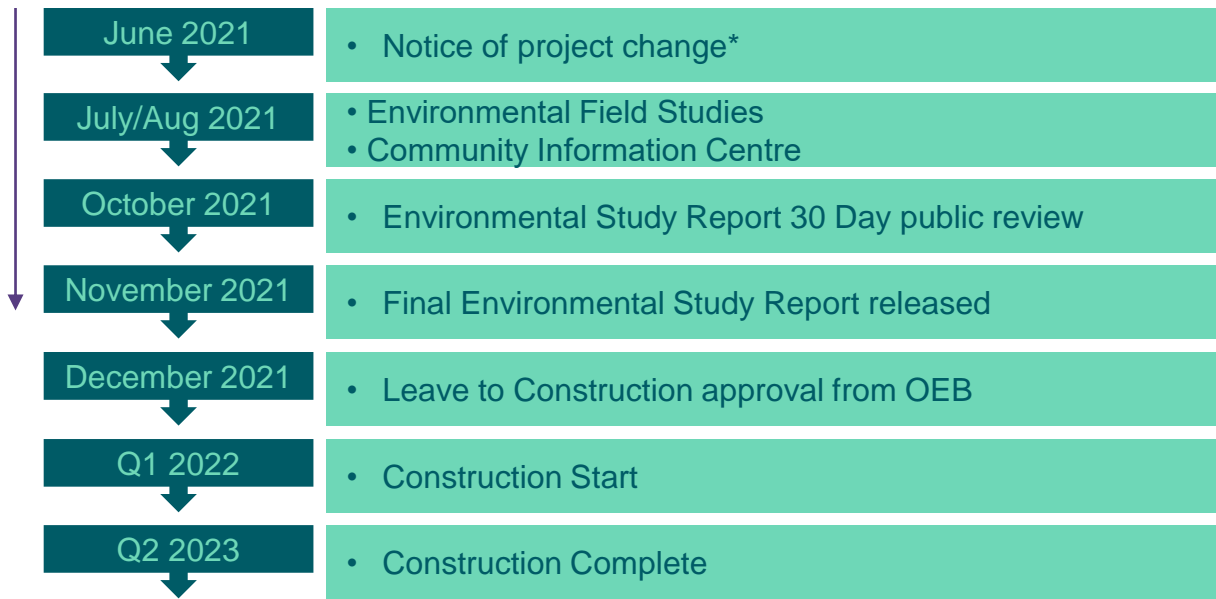 June 2021
• Notice of project change*
July/Aug 2021
• Environmental Field Studies
• Community Information Centre
October 2021
• Environmental Study Report 30 Day public review
November 2021
• Final Environmental Study Report released
December 2021
• Leave to Construction approval from OEB
Q1 2022
• Construction Start
Q2 2023
• Construction Complete